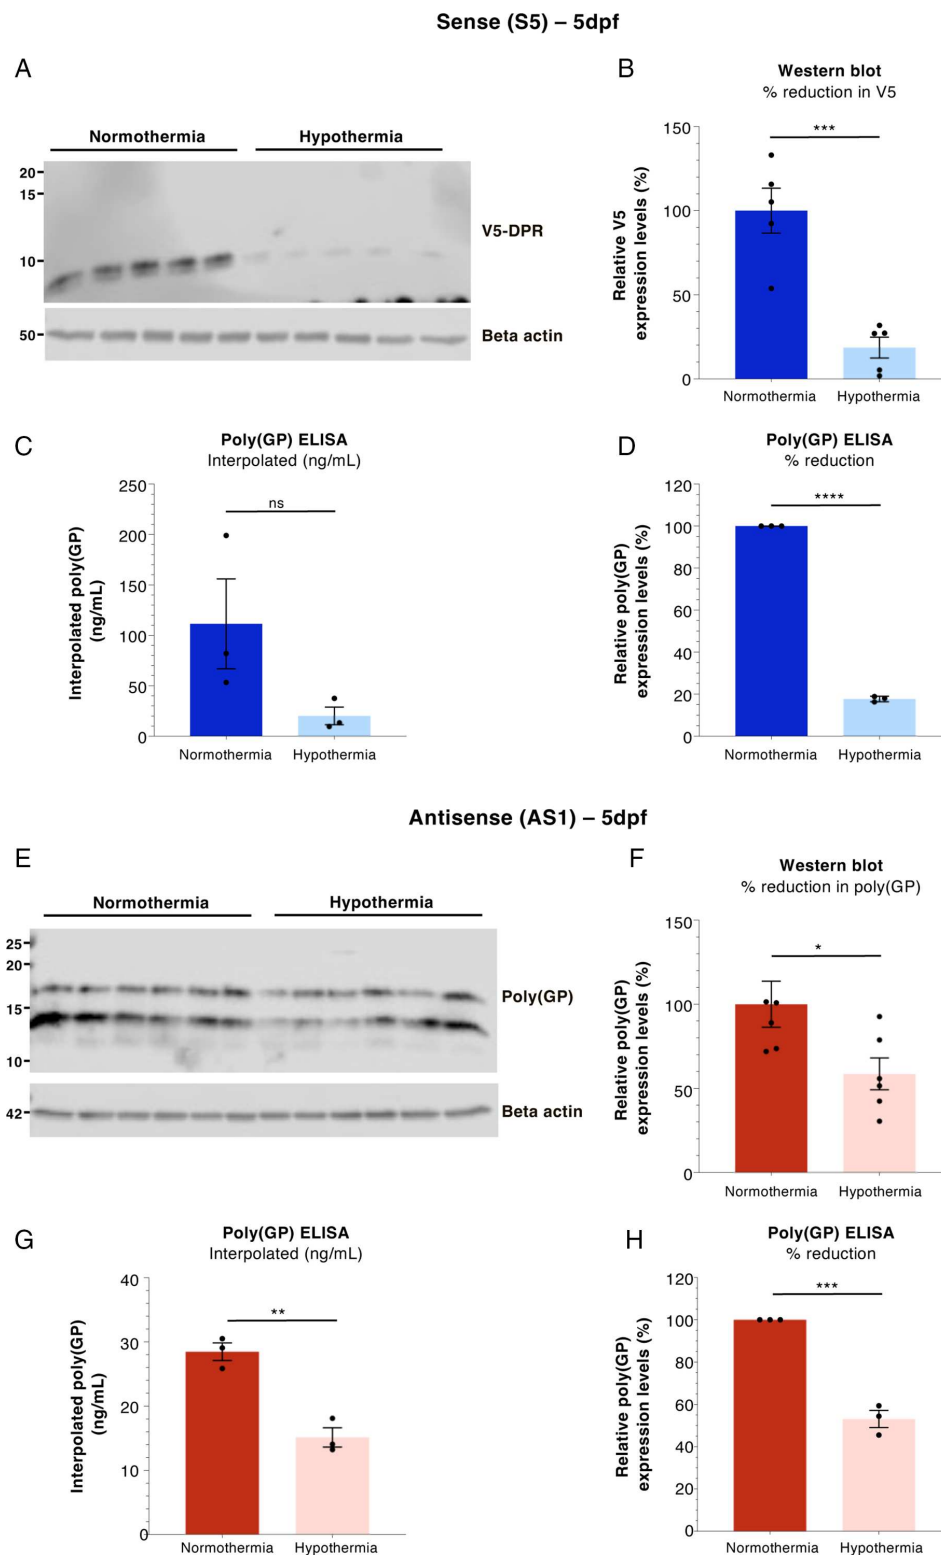 Sense (S5) – 5dpf
A
Normothermia Hypothermia
20
15
10
V5-DPR
50
Beta actin
B
Western blot
% reduction in V5
***
Relative V5
expression levels (%)
150
100
50
0
Normothermia Hypothermia
C
Poly(GP) ELISA
Interpolated (ng/mL)
ns
Interpolated poly(GP)
(ng/mL)
250
200
150
100
50
0
Normothermia Hypothermia
D
Poly(GP) ELISA
% reduction
****
Relative poly(GP)
expression levels (%)
120
100
80
60
40
20
0
Normothermia Hypothermia
Antisense (AS1) – 5dpf
E
Normothermia Hypothermia
25
20
15
10
Poly(GP)
42
Beta actin
F
Western blot
% reduction in poly(GP)
*
Relative poly(GP)
expression levels (%)
150
100
50
0
Normothermia Hypothermia
G
Poly(GP) ELISA
Interpolated (ng/mL)
**
Interpolated poly(GP)
(ng/mL)
40
30
20
10
0
Normothermia Hypothermia
H
Poly(GP) ELISA
% reduction
***
Relative poly(GP)
expression levels (%)
120
100
80
60
40
20
0
Normothermia Hypothermia